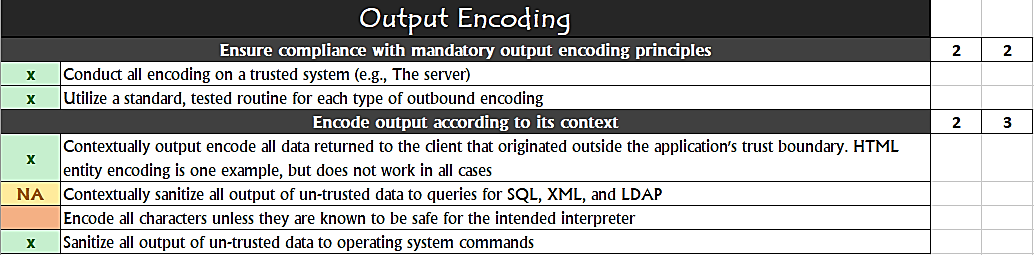 Output Encoding
Ensure compliance with mandatory output encoding principles 2 2
x Conduct all encoding on a trusted system (e.g., The server)
x Utilize a standard, tested routine for each type of outbound encoding
Encode output according to its context 2 3
x Contextually output encode all data returned to the client that originated outside the application's trust boundary. HTML
entity encoding is one example, but does not work in all cases
NA Contextually sanitize all output of un-trusted data to queries for SQL, XML, and LDAP
Encode all characters unless they are known to be safe for the intended interpreter
x Sanitize all output of un-trusted data to operating system commands